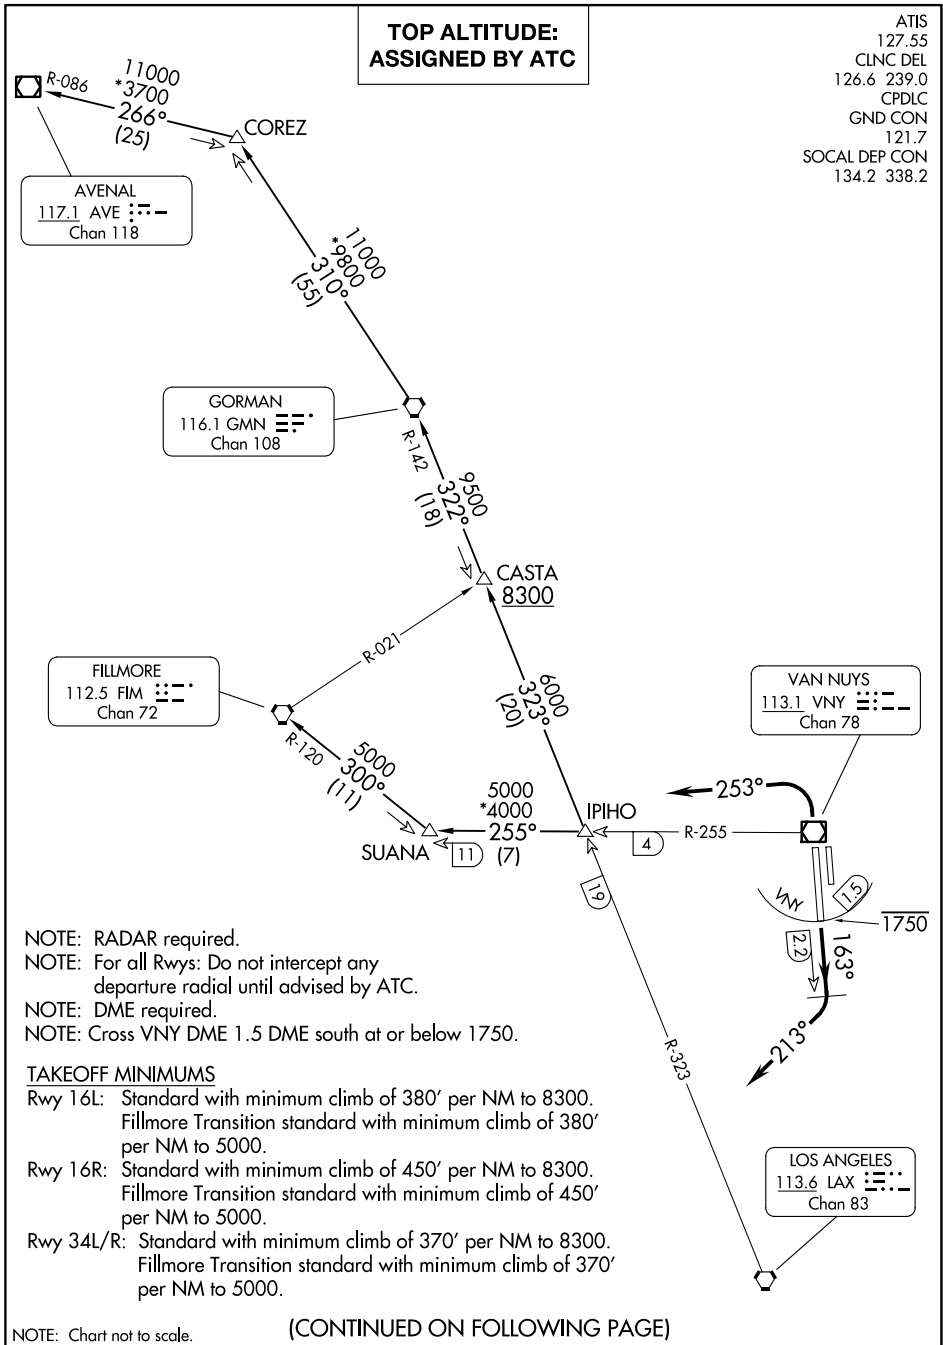 TOP ALTITUDE:
ASSIGNED BY ATC
ATIS
127.55
CLNC DEL
126.6 239.0
CPDLC
GND CON
121.7
SOCAL DEP CON
134.2 338.2
R-086
11000
*3700
266°
(25)
COREZ
AVENAL
117.1 AVE
Chan 118
11000
*9800
310°
(55)
GORMAN
116.1 GMN
Chan 108
R-142
9500
322°
(18)
CASTA
8300
R-021
FILLMORE
112.5 FIM
Chan 72
R-120
5000
300°
(11)
6000
323°
(20)
VAN NUYS
113.1 VNY
Chan 78
253°
5000
*4000
255°
(7)
IPIHO
SUANA
11
4
R-255
19
VNY
1.5
1750
2.2
163°
213°
R-323
NOTE: RADAR required.
NOTE: For all Rwys: Do not intercept any
departure radial until advised by ATC.
NOTE: DME required.
NOTE: Cross VNY DME 1.5 DME south at or below 1750.
TAKEOFF MINIMUMS
Rwy 16L: Standard with minimum climb of 380' per NM to 8300.
Fillmore Transition standard with minimum climb of 380'
per NM to 5000.
Rwy 16R: Standard with minimum climb of 450' per NM to 8300.
Fillmore Transition standard with minimum climb of 450'
per NM to 5000.
Rwy 34L/R: Standard with minimum climb of 370' per NM to 8300.
Fillmore Transition standard with minimum climb of 370'
per NM to 5000.
LOS ANGELES
113.6 LAX
Chan 83
NOTE: Chart not to scale.
(CONTINUED ON FOLLOWING PAGE)